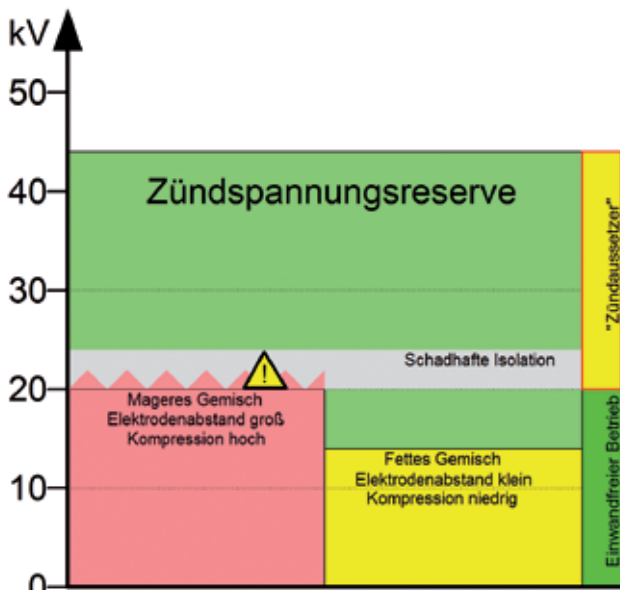 kV
50
40
30
20
10
0
Zündspannungsreserve
Schadhafte Isolation
!
Mageres Gemisch
Elektrodenabstand groß
Kompression hoch
Fettes Gemisch
Elektrodenabstand klein
Kompression niedrig
"Zündaussetzer"
Einwandfreier Betrieb